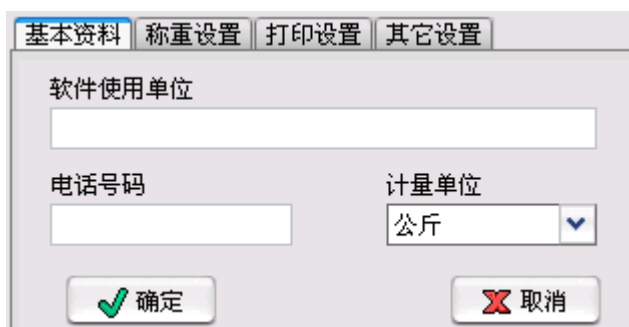 基本资料 称重设置 打印设置 其它设置
软件使用单位
电话号码 计量单位
公斤
确定 取消